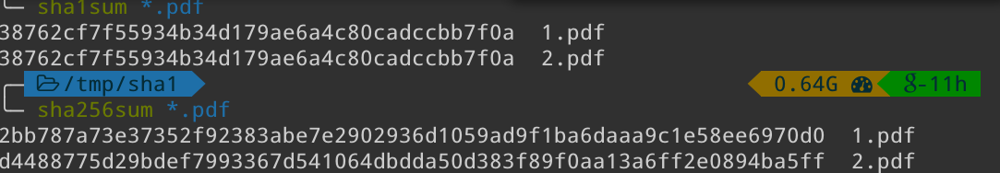 sha1sum *.pdf
38762cf7f55934b34d179ae6a4c80cadccbb7f0a  1.pdf
38762cf7f55934b34d179ae6a4c80cadccbb7f0a  2.pdf
/tmp/sha1 0.64G g-11h
sha256sum *.pdf
2bb787a73e37352f92383abe7e2902936d1059ad9f1ba6daaa9c1e58ee6970d0  1.pdf
d4488775d29bdef7993367d541064dbdda50d383f89f0aa13a6ff2e0894ba5ff  2.pdf